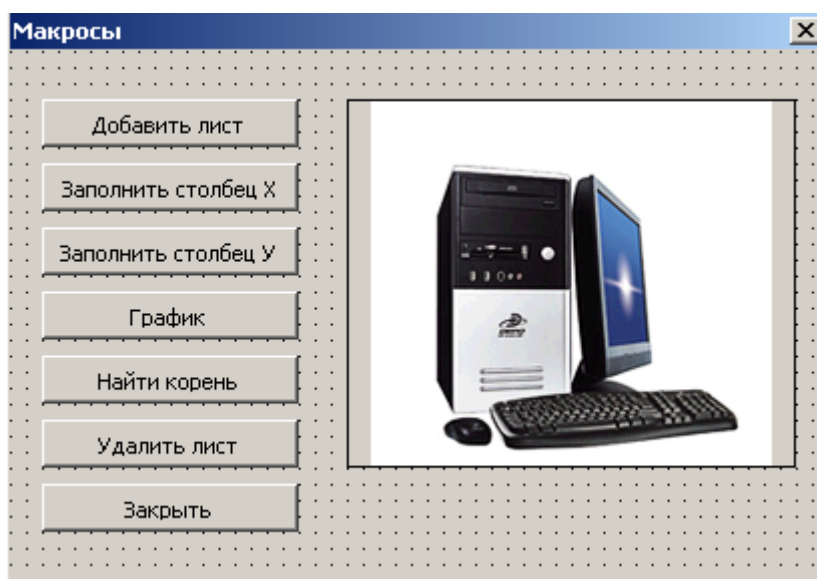 Макросы
Добавить лист
Заполнить столбец Х
Заполнить столбец У
График
Найти корень
Удалить лист
Закрыть